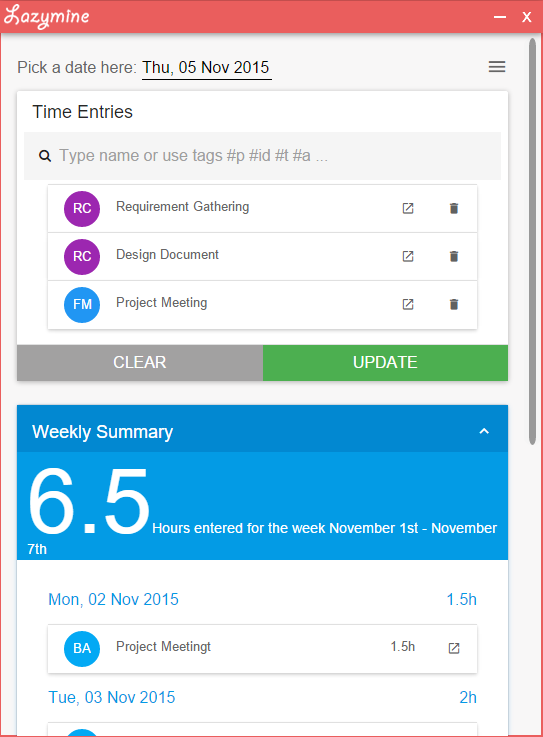 Lazymine
Pick a date here: Thu, 05 Nov 2015
Time Entries
Type name or use tags #p #id #t #a ...
RC Requirement Gathering
RC Design Document
FM Project Meeting
CLEAR UPDATE
Weekly Summary
6.5 Hours entered for the week November 1st - November
7th
Mon, 02 Nov 2015 1.5h
BA Project Meetingt 1.5h
Tue, 03 Nov 2015 2h